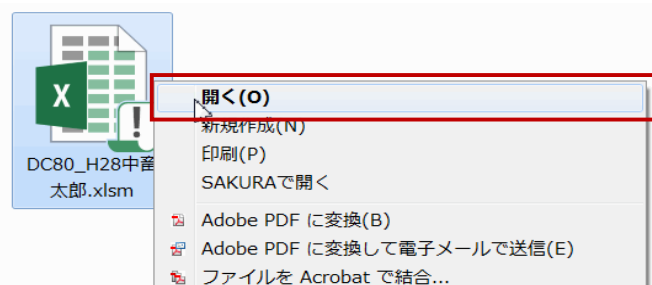 X
DC80_H28中畜
太郎.xlsm
開く(O)
新規作成(N)
印刷(P)
SAKURAで開く
Adobe PDF に変換(B)
Adobe PDF に変換して電子メールで送信(E)
ファイルを Acrobat で結合...